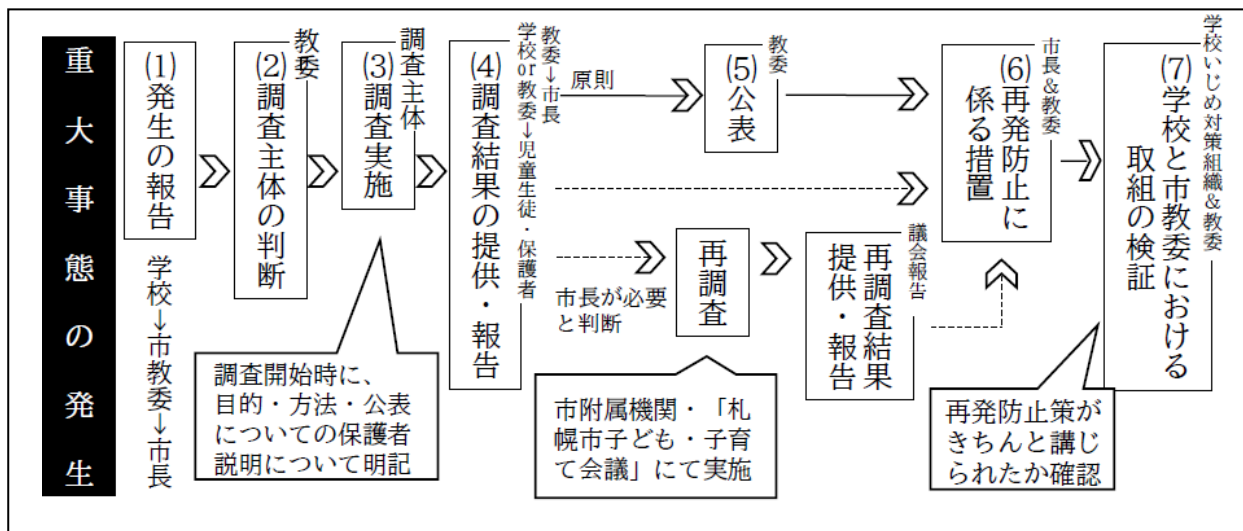 重大事態の発生
⑴発生の報告
学校→市教委→市長
⑵調査主体の判断
教委
⑶調査実施
調査主体
調査開始時に、
目的・方法・公表
についての保護者
説明について明記
⑷調査結果の提供・報告
学校or教委→児童生徒・保護者
教委→市長
原則
⑸公表
教委
市長が必要
と判断
再調査
市附属機関・「札
幌市子ども・子育
て会議」にて実施
再調査結果
提供・報告
議会報告
⑹再発防止に
係る措置
市長&教委
⑺学校と市教委における
取組の検証
学校いじめ対策組織&教委
再発防止策が
きちんと講じ
られたか確認